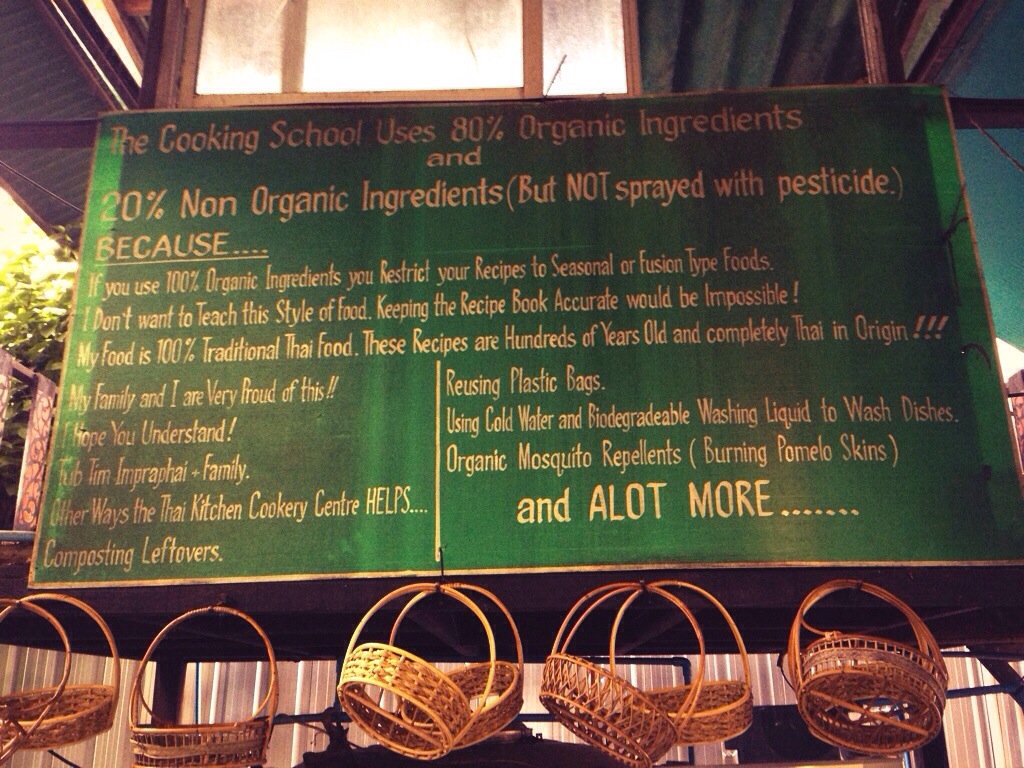 The Cooking School Uses 80% Organic Ingredients
and
20% Non Organic Ingredients (But NOT sprayed with pesticide.)
BECAUSE....
If you use 100% Organic Ingredients you Restrict your Recipes to Seasonal or Fusion Type Foods.
I Don't want to Teach this Style of Food. Keeping the Recipe Book Accurate would be Impossible!
My Food is 100% Traditional Thai Food. These Recipes are Hundreds of Years Old and completely Thai in Origin!!!
My Family and I are Very Proud of this!!
I Hope You Understand!
Tub Tim Impraphai + Family.
Other Ways the Thai Kitchen Cookery Centre HELPS....
Composting Leftovers.
Reusing Plastic Bags.
Using Cold Water and Biodegradeable Washing Liquid to Wash Dishes.
Organic Mosquito Repellents ( Burning Pomelo Skins )
and ALOT MORE.......